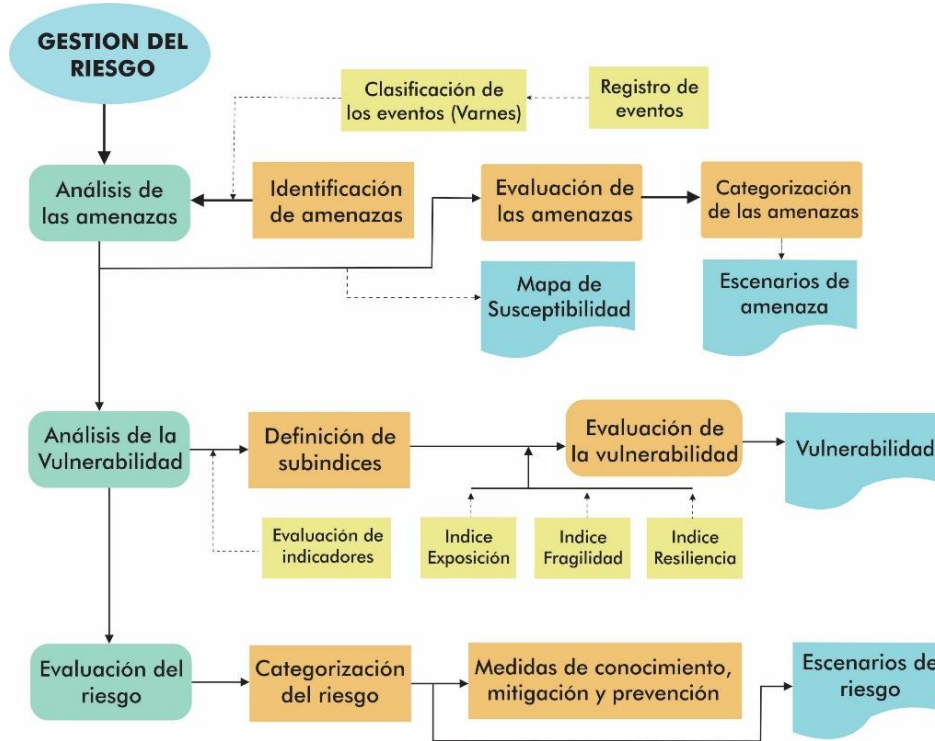 GESTION DEL
RIESGO
Clasificación de
los eventos (Varnes)
Registro de
eventos
Análisis de
las amenazas
Identificación
de amenazas
Evaluación de
las amenazas
Categorización
de las amenazas
Mapa de
Susceptibilidad
Escenarios de
amenaza
Análisis de la
Vulnerabilidad
Definición de
subindices
Evaluación de
la vulnerabilidad
Vulnerabilidad
Evaluación de
indicadores
Indice
Exposición
Indice
Fragilidad
Indice
Resiliencia
Evaluación del
riesgo
Categorización
del riesgo
Medidas de conocimiento,
mitigación y prevención
Escenarios de
riesgo